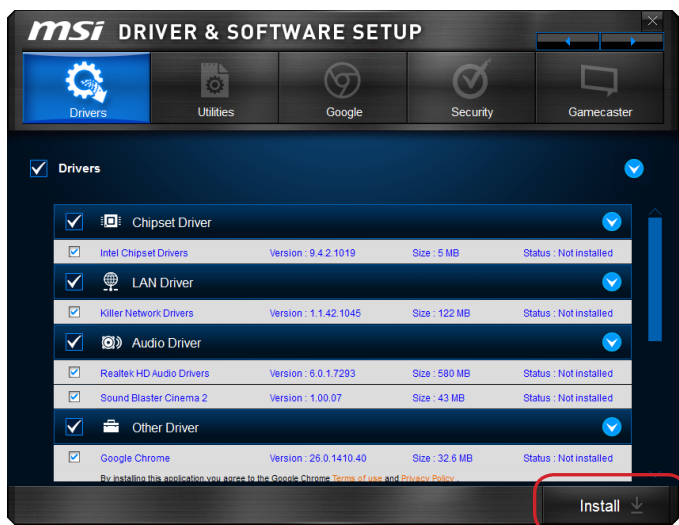 msi DRIVER & SOFTWARE SETUP
Drivers Utilities Google Security Gamecaster
Drivers
Chipset Driver
Intel Chipset Drivers Version : 9.4.2.1019 Size : 5 MB Status : Not installed
LAN Driver
Killer Network Drivers Version : 1.1.42.1045 Size : 122 MB Status : Not installed
Audio Driver
Realtek HD Audio Drivers Version : 6.0.1.7293 Size : 580 MB Status : Not installed
Sound Blaster Cinema 2 Version : 1.00.07 Size : 43 MB Status : Not installed
Other Driver
Google Chrome Version : 26.0.1410.40 Size : 32.6 MB Status : Not installed
By installing this application,you agree to the Google Chrome Terms of use and Privacy Policy .
Install